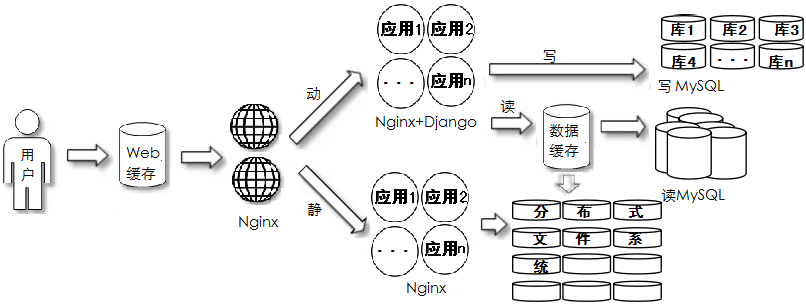 用户
Web
缓存
Nginx
动
静
应用1 应用2
··· 应用n
Nginx+Django
写
读
库1 库2 库3
库4 ··· 库n
写 MySQL
数据
缓存
读MySQL
应用1 应用2
··· 应用n
Nginx
分 布 式
文 件 系
统